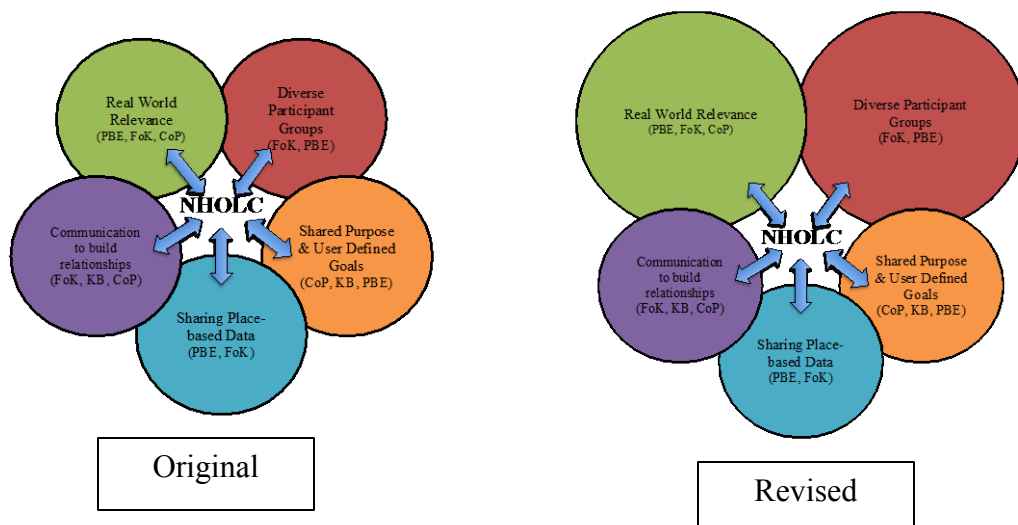 Real World
Relevance
(PBE, FoK, CoP)
Diverse
Participant
Groups
(FoK, PBE)
NHOLC
Communication
to build
relationships
(FoK, KB, CoP)
Shared Purpose
& User Defined
Goals
(CoP, KB, PBE)
Sharing Place-
based Data
(PBE, FoK)
Original
Real World Relevance
(PBE, FoK, CoP)
Diverse Participant
Groups
(FoK, PBE)
NHOLC
Communication
to build
relationships
(FoK, KB, CoP)
Shared Purpose
& User Defined
Goals
(CoP, KB, PBE)
Sharing Place-
based Data
(PBE, FoK)
Revised